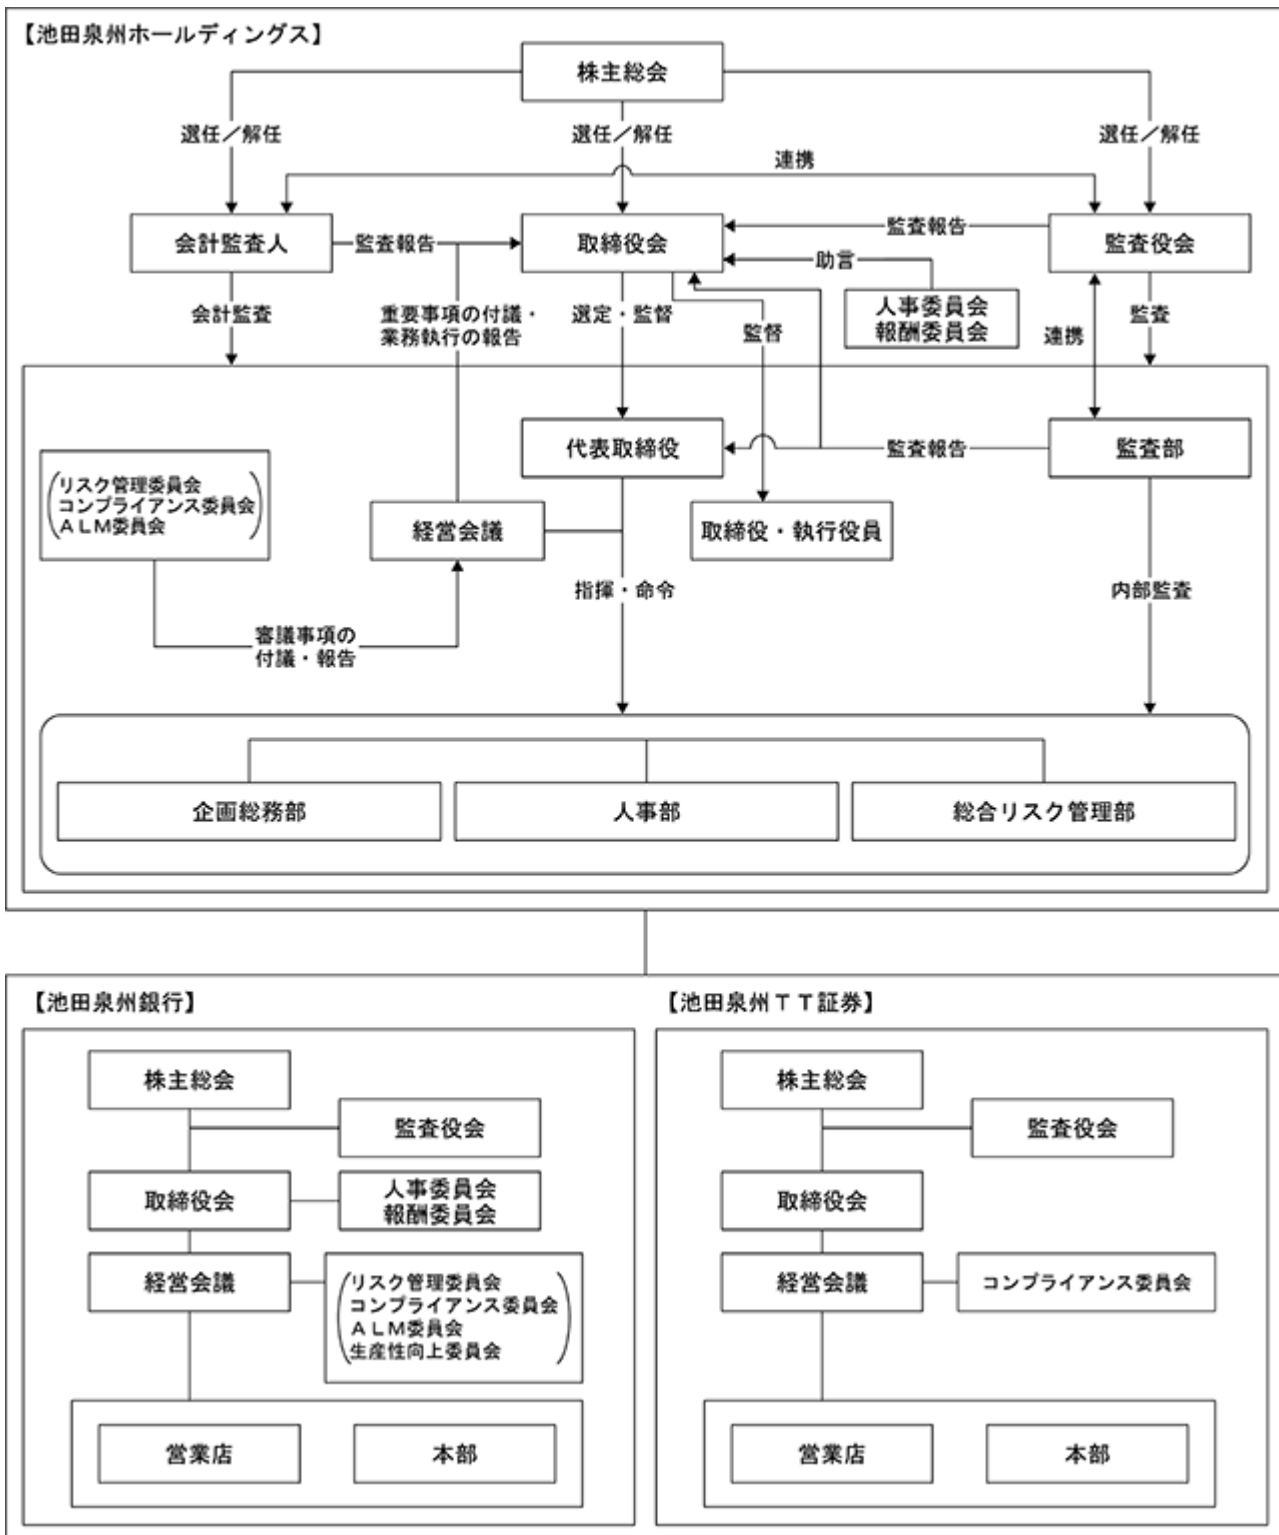 【池田泉州ホールディングス】
株主総会
選任／解任
選任／解任
選任／解任
連携
会計監査人
監査報告
取締役会
監査報告
監査役会
助言
人事委員会
報酬委員会
会計監査
重要事項の付議・
業務執行の報告
選定・監督
監督
連携
監査
代表取締役
監査報告
監査部
リスク管理委員会
コンプライアンス委員会
ＡＬＭ委員会
経営会議
取締役・執行役員
指揮・命令
内部監査
審議事項の
付議・報告
企画総務部
人事部
総合リスク管理部
【池田泉州銀行】
株主総会
監査役会
取締役会
人事委員会
報酬委員会
経営会議
リスク管理委員会
コンプライアンス委員会
ＡＬＭ委員会
生産性向上委員会
営業店
本部
【池田泉州ＴＴ証券】
株主総会
監査役会
取締役会
経営会議
コンプライアンス委員会
営業店
本部